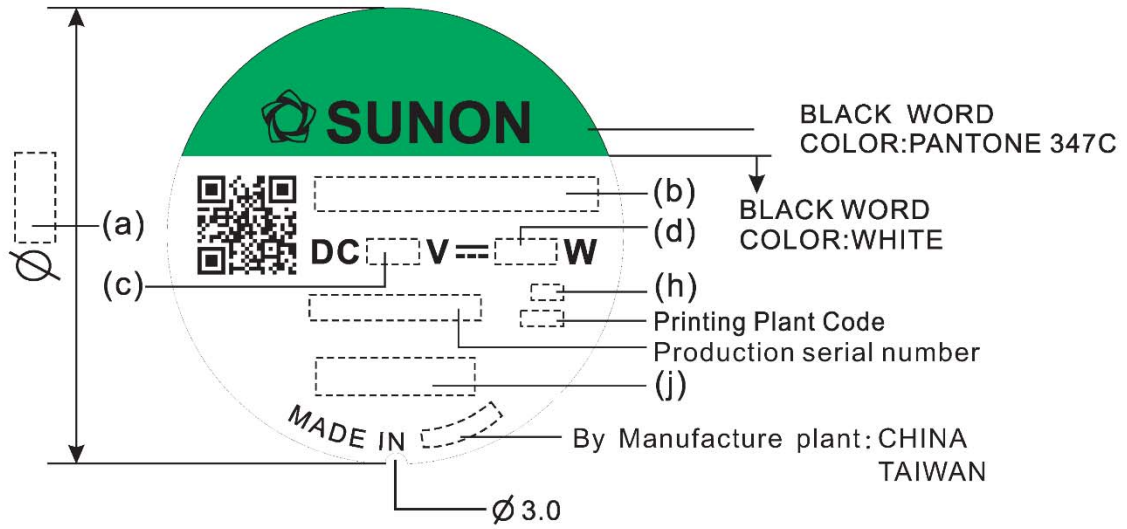 SUNON
BLACK WORD
COLOR:PANTONE 347C
(b)
BLACK WORD
COLOR:WHITE
(a)
(d)
DC V W
(c)
(h)
Printing Plant Code
Production serial number
(j)
MADE IN
By Manufacture plant: CHINA
TAIWAN
Ø 3.0
Ø